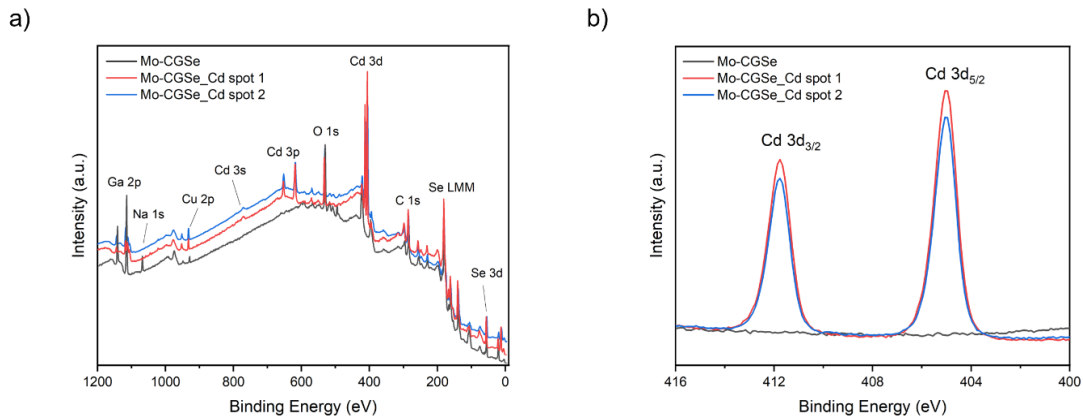 a)
Mo-CGSe
Mo-CGSe_Cd spot 1
Mo-CGSe_Cd spot 2
Cd 3d
O 1s
Cd 3p
Cd 3s
Ga 2p
Na 1s
Cu 2p
C 1s
Se LMM
Se 3d
Intensity (a.u.)
1200 1000 800 600 400 200 0
Binding Energy (eV)
b)
Mo-CGSe
Mo-CGSe_Cd spot 1
Mo-CGSe_Cd spot 2
Cd 3d5/2
Cd 3d3/2
Intensity (a.u.)
416 412 408 404 400
Binding Energy (eV)